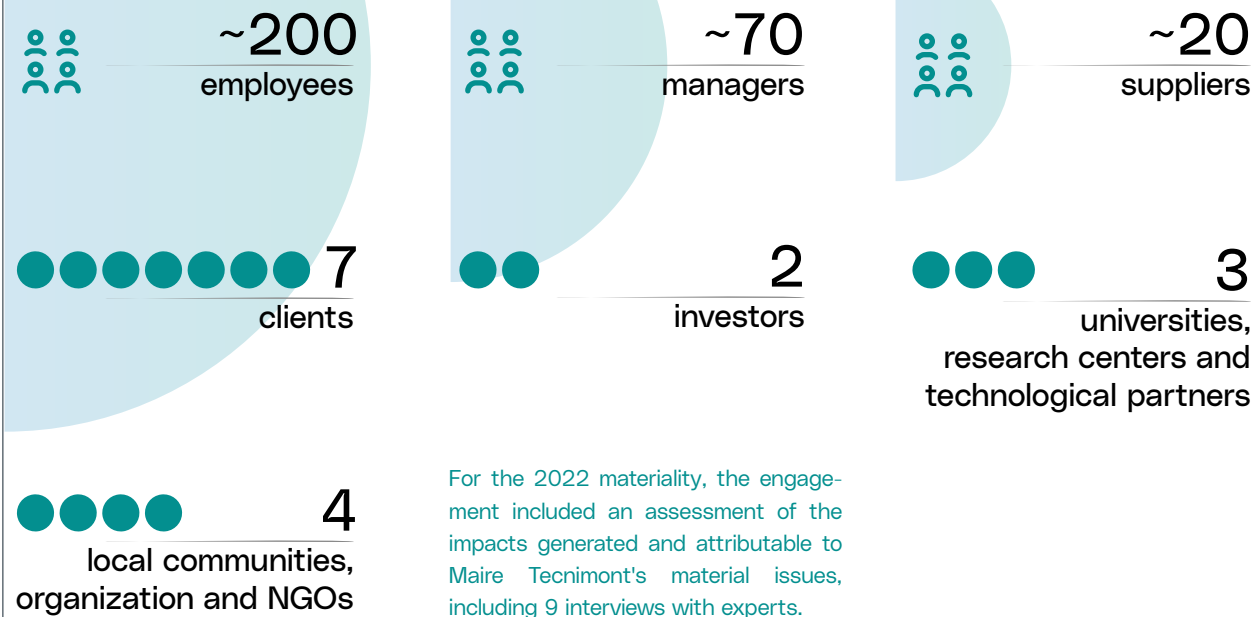 ~200
employees
~70
managers
~20
suppliers
7
clients
2
investors
3
universities,
research centers and
technological partners
4
local communities,
organization and NGOs
For the 2022 materiality, the engage-
ment included an assessment of the
impacts generated and attributable to
Maire Tecnimont's material issues,
including 9 interviews with experts.